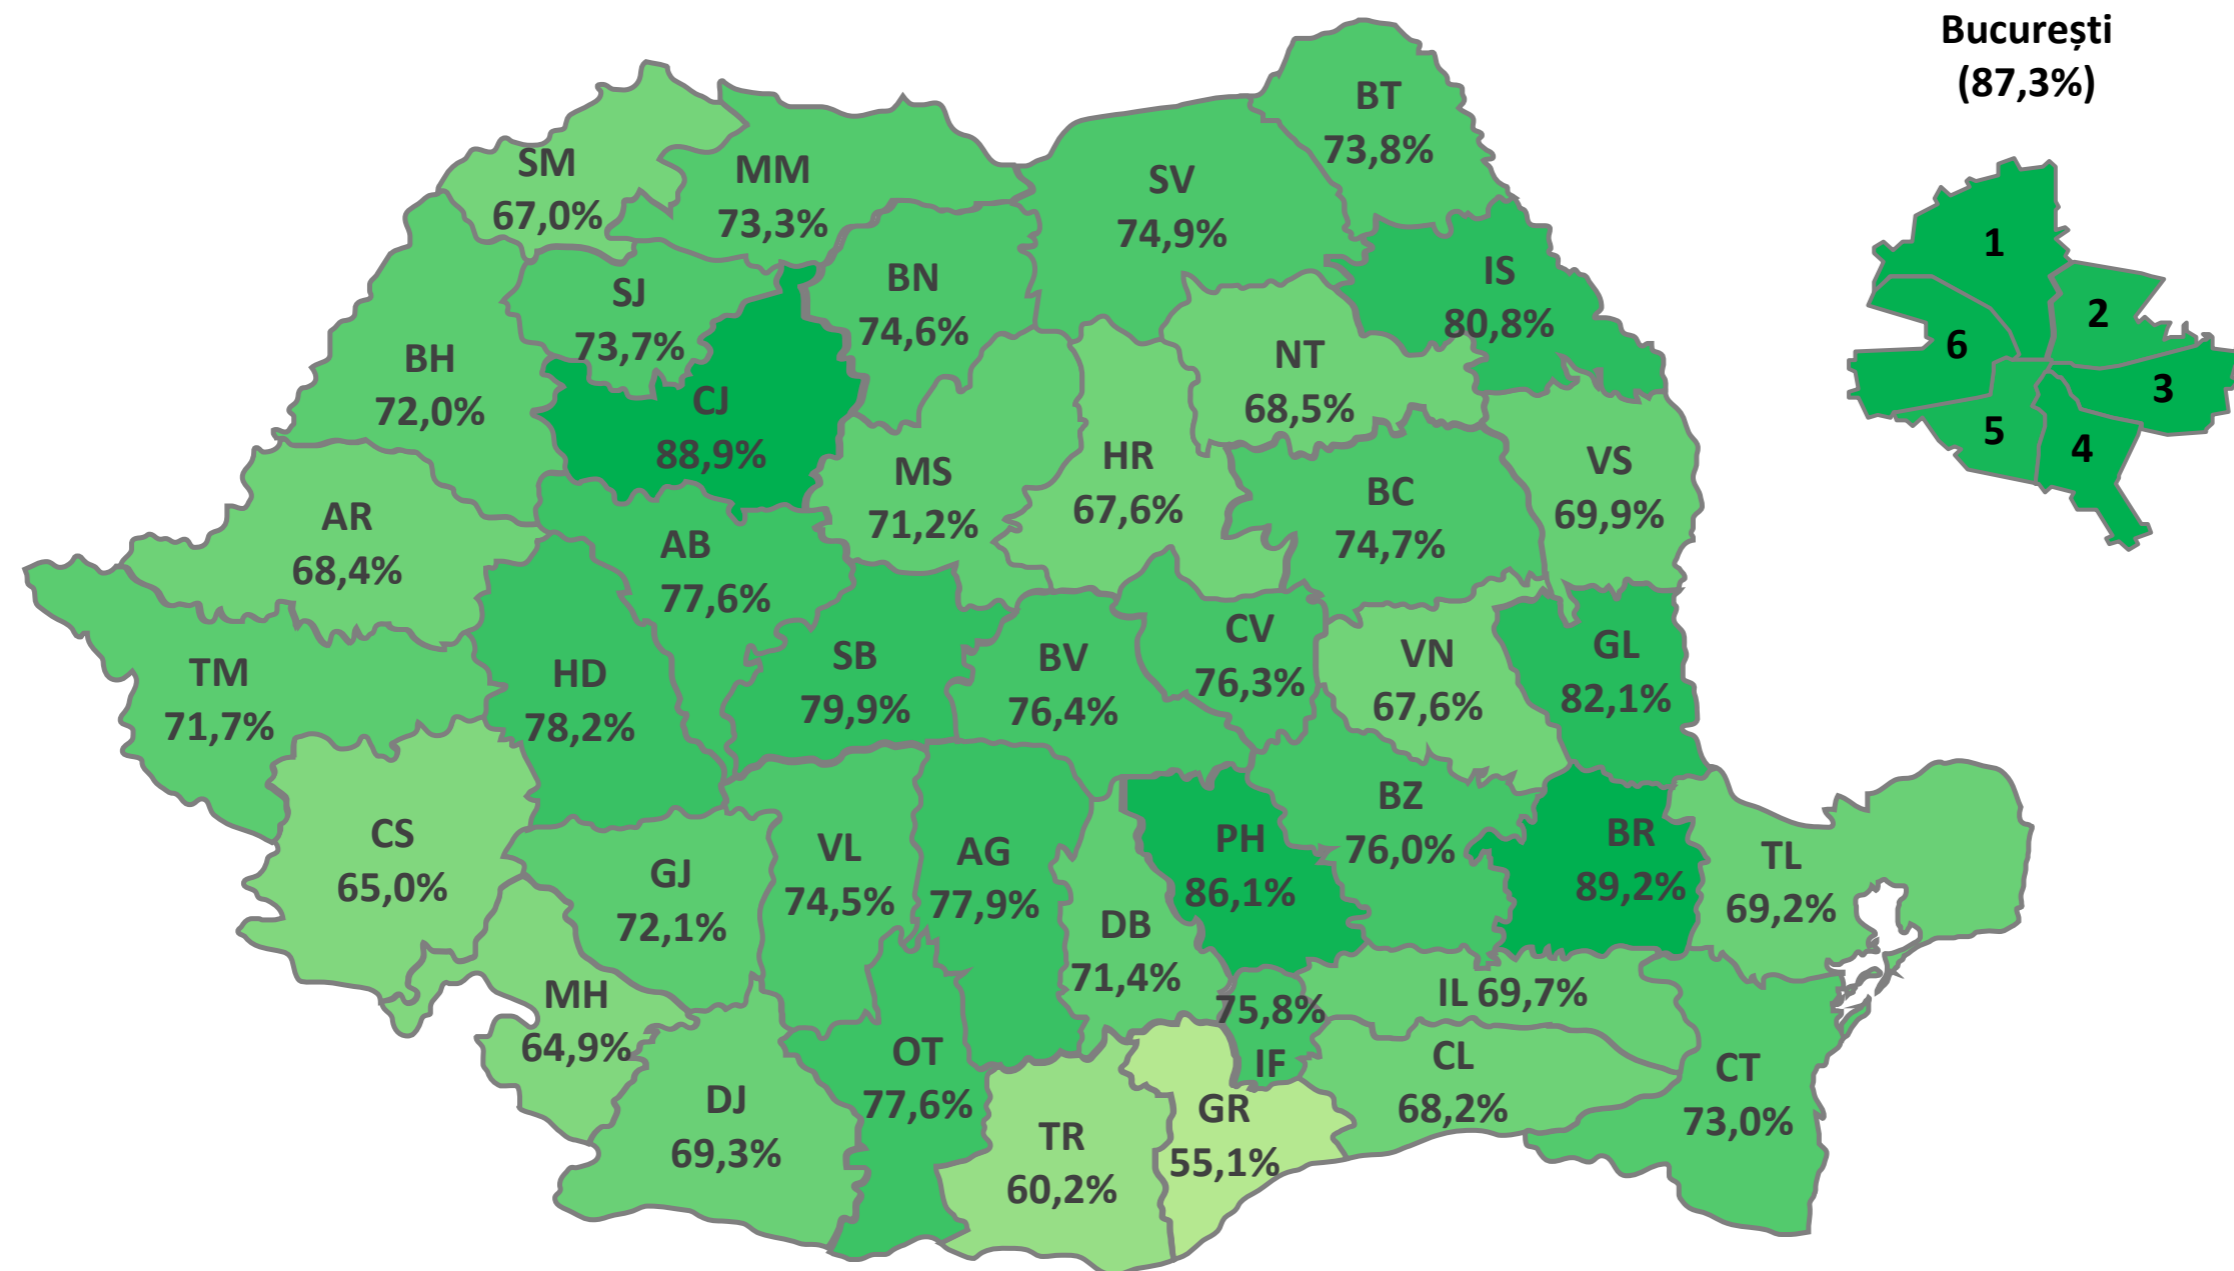 București
(87,3%)
BT
73,8%
SM
67,0%
MM
73,3%
SV
74,9%
1
IS
80,8%
BN
74,6%
SJ
73,7%
2
6
3
NT
68,5%
BH
72,0%
CJ
88,9%
5
4
HR
67,6%
VS
69,9%
MS
71,2%
BC
74,7%
AR
68,4%
AB
77,6%
CV
76,3%
GL
82,1%
VN
67,6%
SB
79,9%
BV
76,4%
TM
71,7%
HD
78,2%
BZ
76,0%
CS
65,0%
BR
89,2%
PH
86,1%
VL
74,5%
AG
77,9%
TL
69,2%
GJ
72,1%
DB
71,4%
MH
64,9%
IL 69,7%
75,8%
IF
OT
77,6%
CL
68,2%
CT
73,0%
DJ
69,3%
GR
55,1%
TR
60,2%